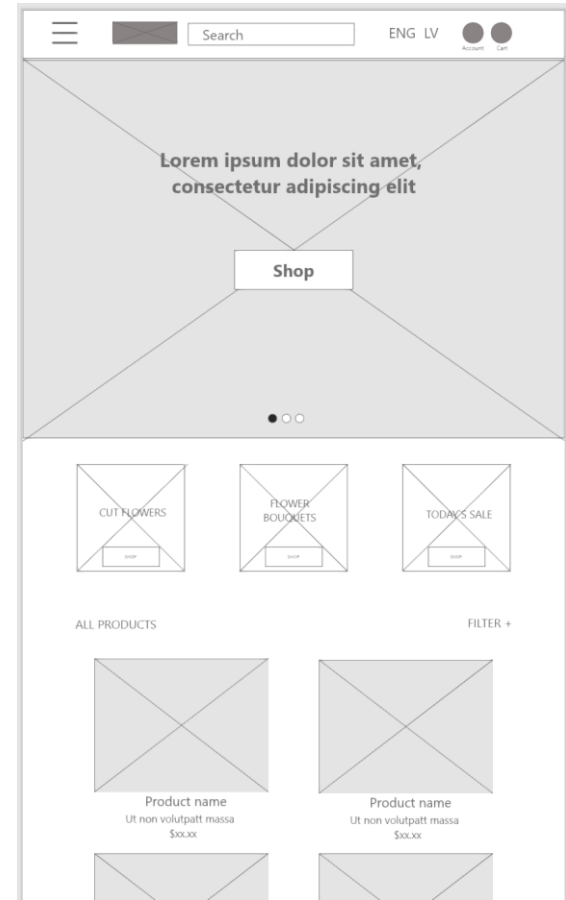 Search
ENG LV
Account Cart
Lorem ipsum dolor sit amet,
consectetur adipiscing elit
Shop
CUT FLOWERS
SHOP
FLOWER
BOUQUETS
SHOP
TODAY'S SALE
SHOP
ALL PRODUCTS
FILTER +
Product name
Ut non volutpatt massa
$xx.xx
Product name
Ut non volutpatt massa
$xx.xx